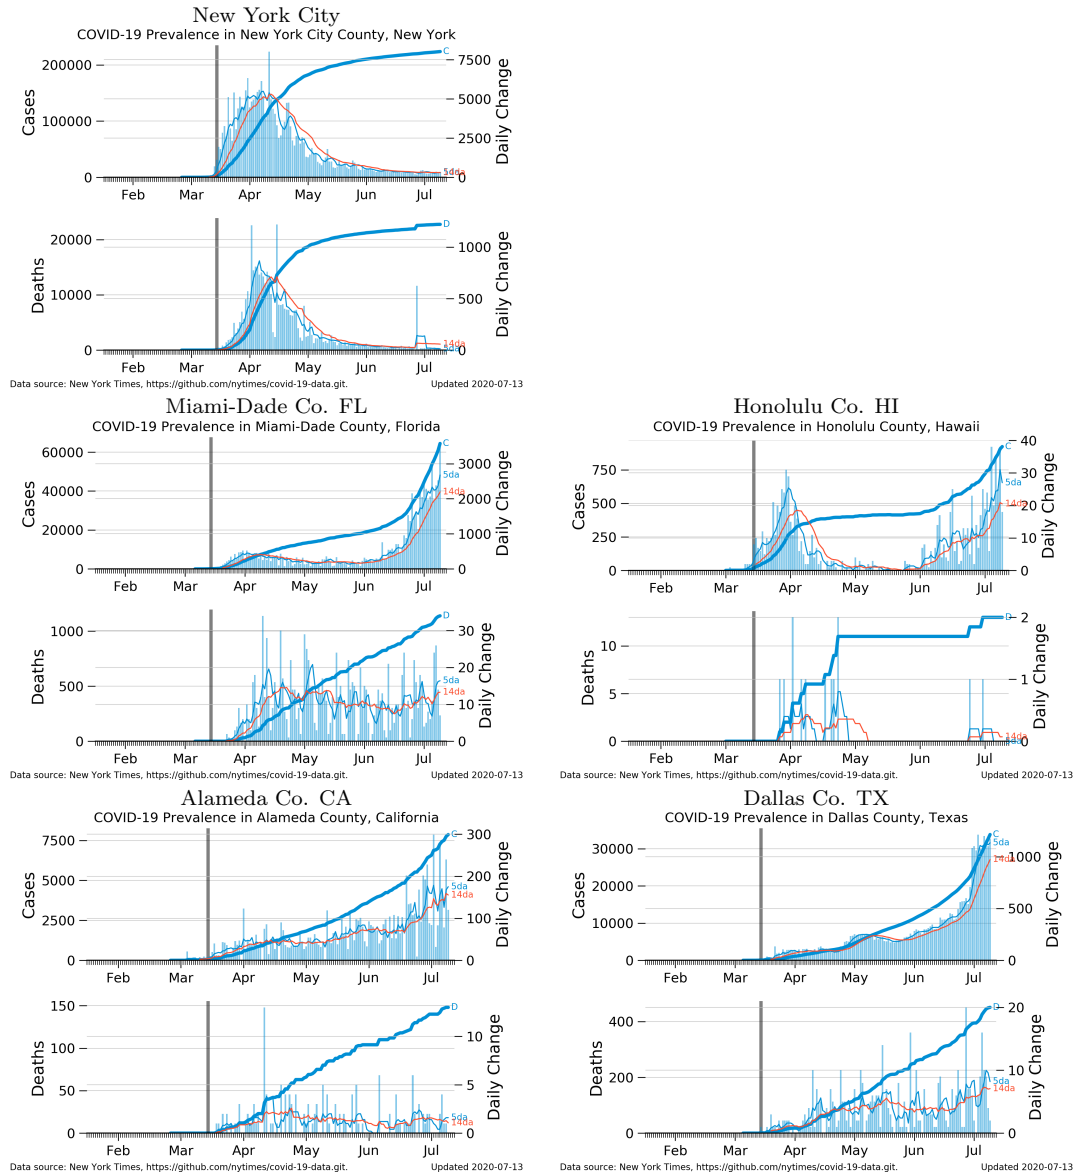 New York City
COVID-19 Prevalence in New York City County, New York
Cases
200000
100000
0
7500
5000
2500
0
Daily Change
C
14da
Feb Mar Apr May Jun Jul
Deaths
20000
10000
0
1000
500
0
Daily Change
D
14da
Feb Mar Apr May Jun Jul
Data source: New York Times, https://github.com/nytimes/covid-19-data.git. Updated 2020-07-13
Miami-Dade Co. FL
COVID-19 Prevalence in Miami-Dade County, Florida
Cases
60000
40000
20000
0
3000
2000
1000
0
Daily Change
C
5da
14da
Feb Mar Apr May Jun Jul
Deaths
1000
500
0
30
20
10
0
Daily Change
D
5da
14da
Feb Mar Apr May Jun Jul
Data source: New York Times, https://github.com/nytimes/covid-19-data.git. Updated 2020-07-13
Honolulu Co. HI
COVID-19 Prevalence in Honolulu County, Hawaii
Cases
750
500
250
0
40
30
20
10
0
Daily Change
C
5da
14da
Feb Mar Apr May Jun Jul
Deaths
10
5
0
2
1
0
Daily Change
D
14da
Feb Mar Apr May Jun Jul
Data source: New York Times, https://github.com/nytimes/covid-19-data.git. Updated 2020-07-13
Alameda Co. CA
COVID-19 Prevalence in Alameda County, California
Cases
7500
5000
2500
0
300
200
100
0
Daily Change
C
5da
14da
Feb Mar Apr May Jun Jul
Deaths
150
100
50
0
10
5
0
Daily Change
D
5da
14da
Feb Mar Apr May Jun Jul
Data source: New York Times, https://github.com/nytimes/covid-19-data.git. Updated 2020-07-13
Dallas Co. TX
COVID-19 Prevalence in Dallas County, Texas
Cases
30000
20000
10000
0
1000
500
0
Daily Change
C
5da
14da
Feb Mar Apr May Jun Jul
Deaths
400
200
0
20
10
0
Daily Change
D
5da
14da
Feb Mar Apr May Jun Jul
Data source: New York Times, https://github.com/nytimes/covid-19-data.git. Updated 2020-07-13